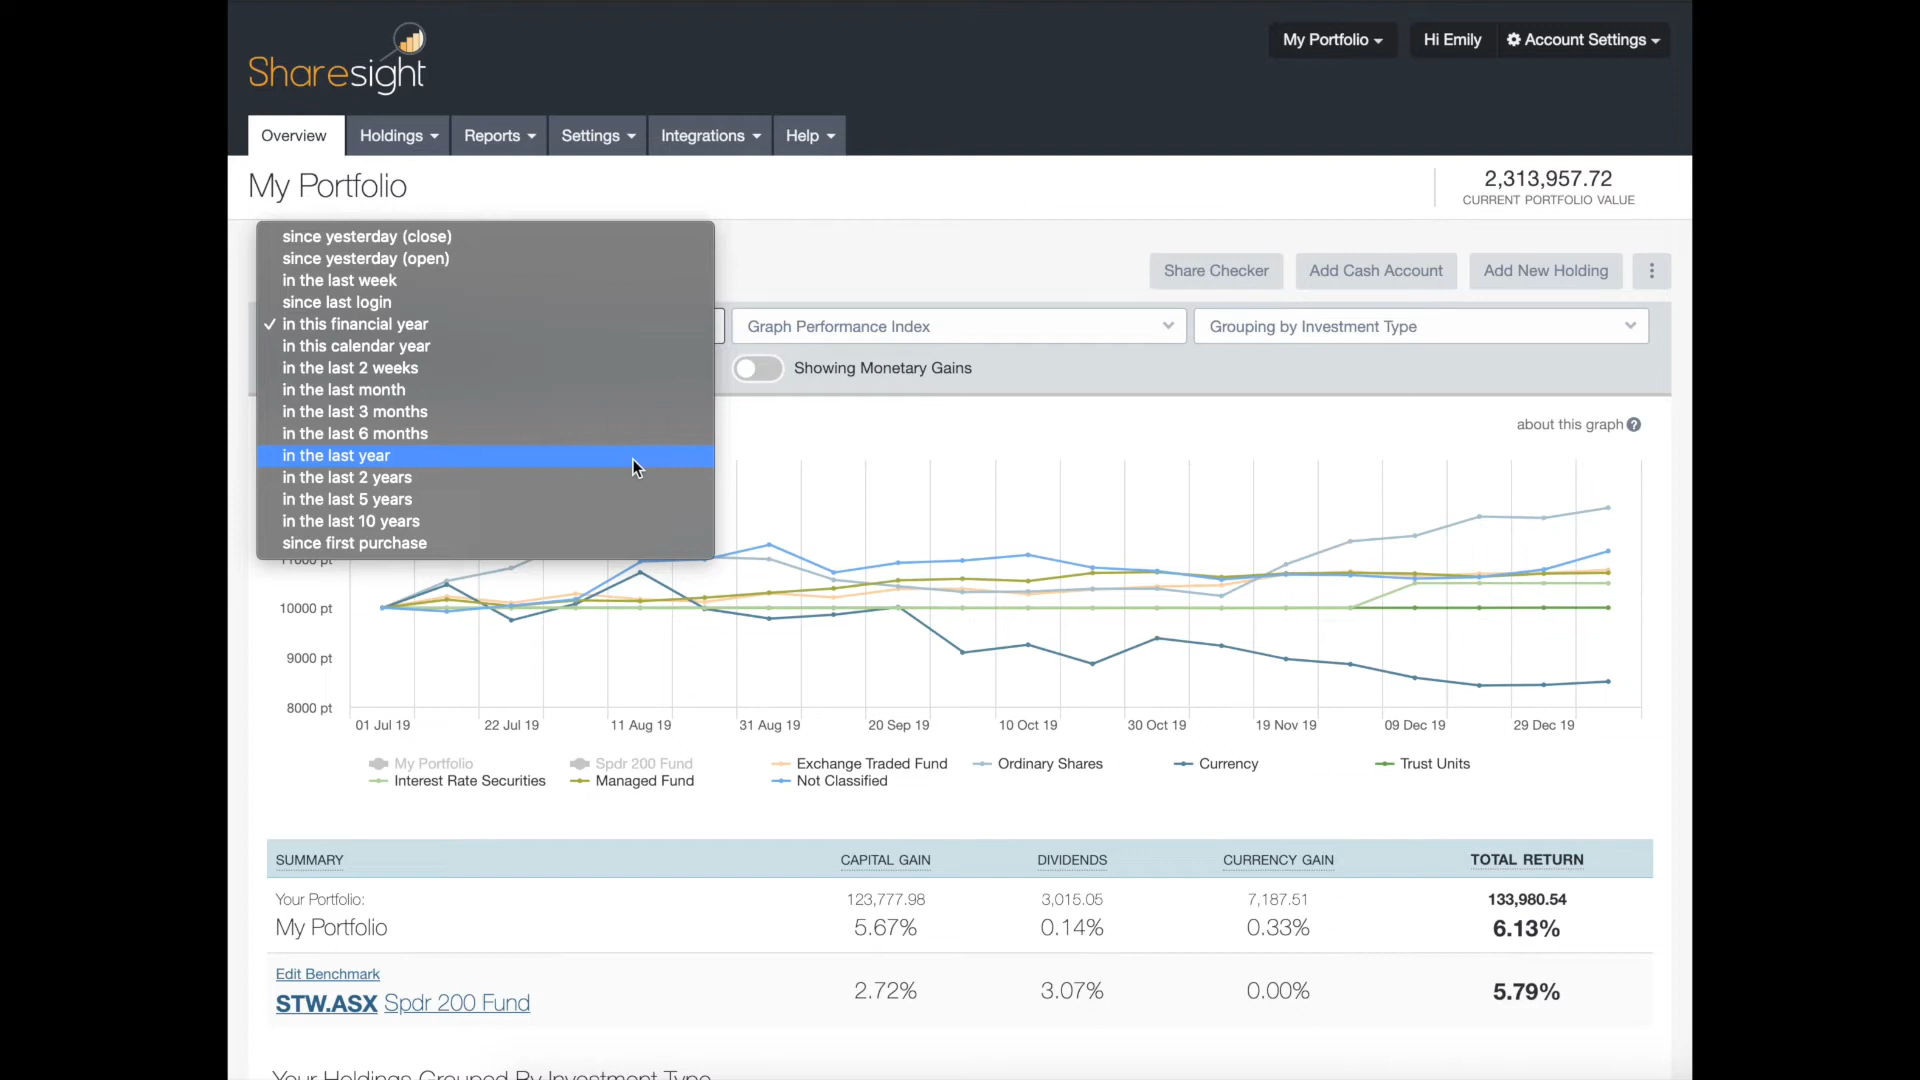 Sharesight
My Portfolio
Hi Emily
Account Settings
Overview
Holdings
Reports
Settings
Integrations
Help
My Portfolio
2,313,957.72
CURRENT PORTFOLIO VALUE
since yesterday (close)
since yesterday (open)
in the last week
since last login
✓ in this financial year
in this calendar year
in the last 2 weeks
in the last month
in the last 3 months
in the last 6 months
in the last year
in the last 2 years
in the last 5 years
in the last 10 years
since first purchase
Share Checker
Add Cash Account
Add New Holding
Graph Performance Index
Grouping by Investment Type
Showing Monetary Gains
about this graph ?
11000 pt
10000 pt
9000 pt
8000 pt
01 Jul 19
22 Jul 19
11 Aug 19
31 Aug 19
20 Sep 19
10 Oct 19
30 Oct 19
19 Nov 19
09 Dec 19
29 Dec 19
My Portfolio
Spdr 200 Fund
Exchange Traded Fund
Ordinary Shares
Currency
Trust Units
Interest Rate Securities
Managed Fund
Not Classified
SUMMARY CAPITAL GAIN DIVIDENDS CURRENCY GAIN TOTAL RETURN
Your Portfolio: 123,777.98 3,015.05 7,187.51 133,980.54
My Portfolio 5.67% 0.14% 0.33% 6.13%
Edit Benchmark
STW.ASX Spdr 200 Fund 2.72% 3.07% 0.00% 5.79%
Your Holdings Grouped By Investment Type